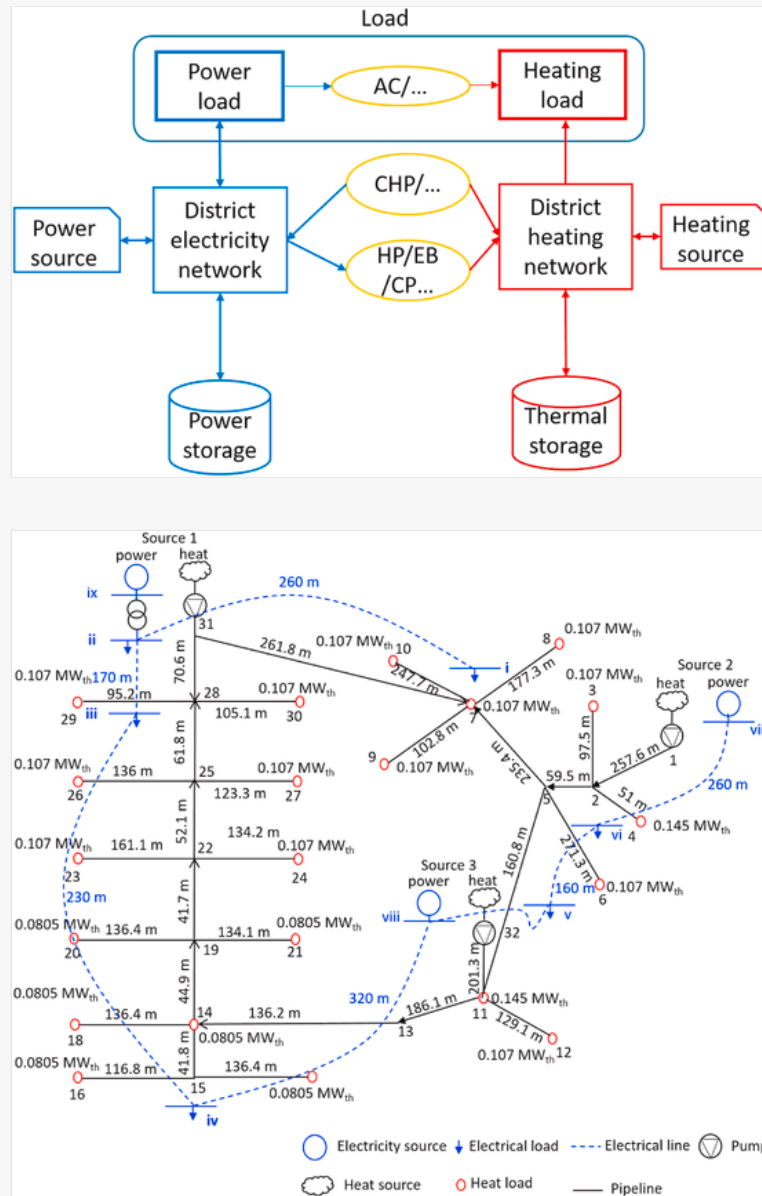 Load
Power
load
AC/...
Heating
load
CHP/...
Power
source
District
electricity
network
HP/EB
/CP...
District
heating
network
Heating
source
Power
storage
Thermal
storage
Source 1
power
heat
ix
31
ii
260 m
261.8 m
0.107 MWth
10
247.7 m
i
8
0.107 MWth
177.3 m
7
0.107 MWth
102.8 m
9
0.107 MWth
0.107 MWth
3
97.5 m
Source 2
heat
power
257.6 m
1
260 m
59.5 m
2
51 m
4
0.145 MWth
vi
235.4 m
5
271.3 m
6
0.107 MWth
160 m
v
160.8 m
70.6 m
170 m
0.107 MWth
95.2 m
29
iii
28
0.107 MWth
105.1 m
30
61.8 m
0.107 MWth
136 m
26
25
0.107 MWth
123.3 m
27
52.1 m
0.107 MWth
161.1 m
23
22
134.2 m
0.107 MWth
24
230 m
41.7 m
0.0805 MWth
136.4 m
20
19
134.1 m
0.0805 MWth
21
44.9 m
0.0805 MWth
136.4 m
18
14
0.0805 MWth
136.2 m
13
186.1 m
41.8 m
0.0805 MWth
116.8 m
16
15
136.4 m
0.0805 MWth
iv
320 m
Source 3
power
heat
viii
32
201.3 m
11
0.145 MWth
129.1 m
0.107 MWth
12
Electricity source
Electrical load
Electrical line
Pump
Heat source
Heat load
Pipeline